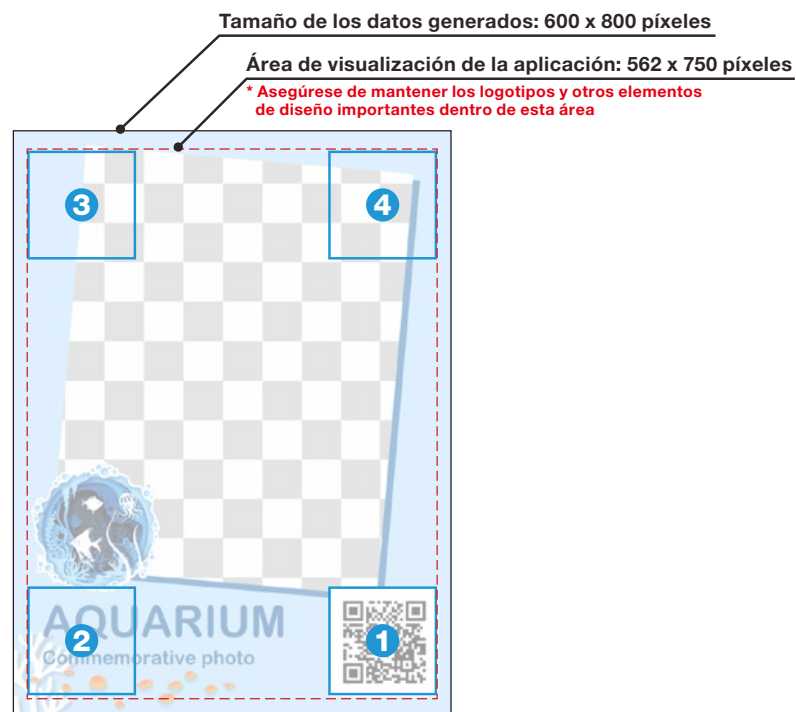 Tamaño de los datos generados: 600 x 800 píxeles
Área de visualización de la aplicación: 562 x 750 píxeles
* Asegúrese de mantener los logotipos y otros elementos
de diseño importantes dentro de esta área
3
4
AQUARIUM
2
1
Commemorative photo